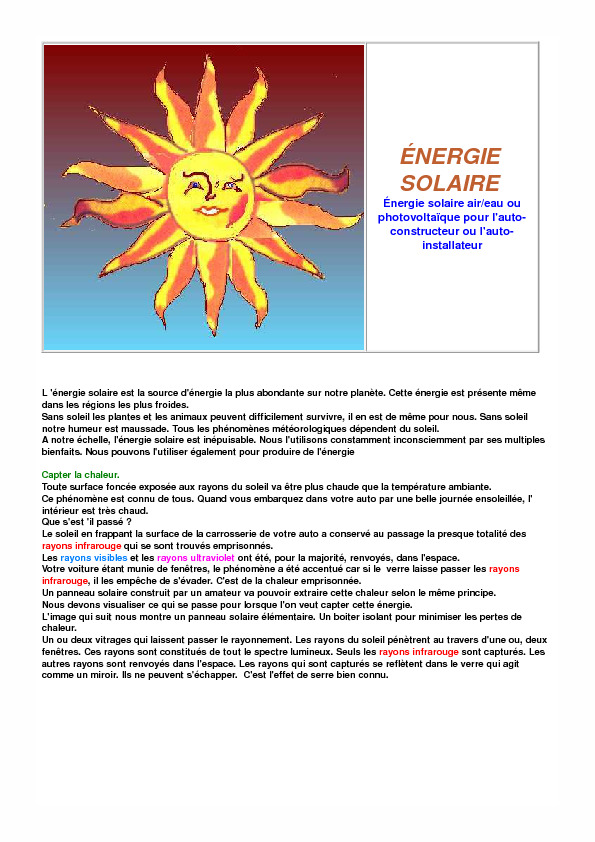 ÉNERGIE
SOLAIRE
Énergie solaire air/eau ou
photovoltaïque pour l'auto-
constructeur ou l'auto-
installateur
L 'énergie solaire est la source d'énergie la plus abondante sur notre planète. Cette énergie est présente même
dans les régions les plus froides.
Sans soleil les plantes et les animaux peuvent difficilement survivre, il en est de même pour nous. Sans soleil
notre humeur est maussade. Tous les phénomènes météorologiques dépendent du soleil.
A notre échelle, l'énergie solaire est inépuisable. Nous l'utilisons constamment inconsciemment par ses multiples
bienfaits. Nous pouvons l'utiliser également pour produire de l'énergie
Capter la chaleur.
Toute surface foncée exposée aux rayons du soleil va être plus chaude que la température ambiante.
Ce phénomène est connu de tous. Quand vous embarquez dans votre auto par une belle journée ensoleillée, l'
intérieur est très chaud.
Que s'est 'il passé ?
Le soleil en frappant la surface de la carrosserie de votre auto a conservé au passage la presque totalité des
rayons infrarouge qui se sont trouvés emprisonnés.
Les rayons visibles et les rayons ultraviolet ont été, pour la majorité, renvoyés, dans l'espace.
Votre voiture étant munie de fenêtres, le phénomène a été accentué car si le verre laisse passer les rayons
infrarouge, il les empêche de s'évader. C'est de la chaleur emprisonnée.
Un panneau solaire construit par un amateur va pouvoir extraire cette chaleur selon le même principe.
Nous devons visualiser ce qui se passe pour lorsque l'on veut capter cette énergie.
L'image qui suit nous montre un panneau solaire élémentaire. Un boiter isolant pour minimiser les pertes de
chaleur.
Un ou deux vitrages qui laissent passer le rayonnement. Les rayons du soleil pénètrent au travers d'une ou, deux
fenêtres. Ces rayons sont constitués de tout le spectre lumineux. Seuls les rayons infrarouge sont capturés. Les
autres rayons sont renvoyés dans l'espace. Les rayons qui sont capturés se reflètent dans le verre qui agit
comme un miroir. Ils ne peuvent s'échapper. C'est l'effet de serre bien connu.